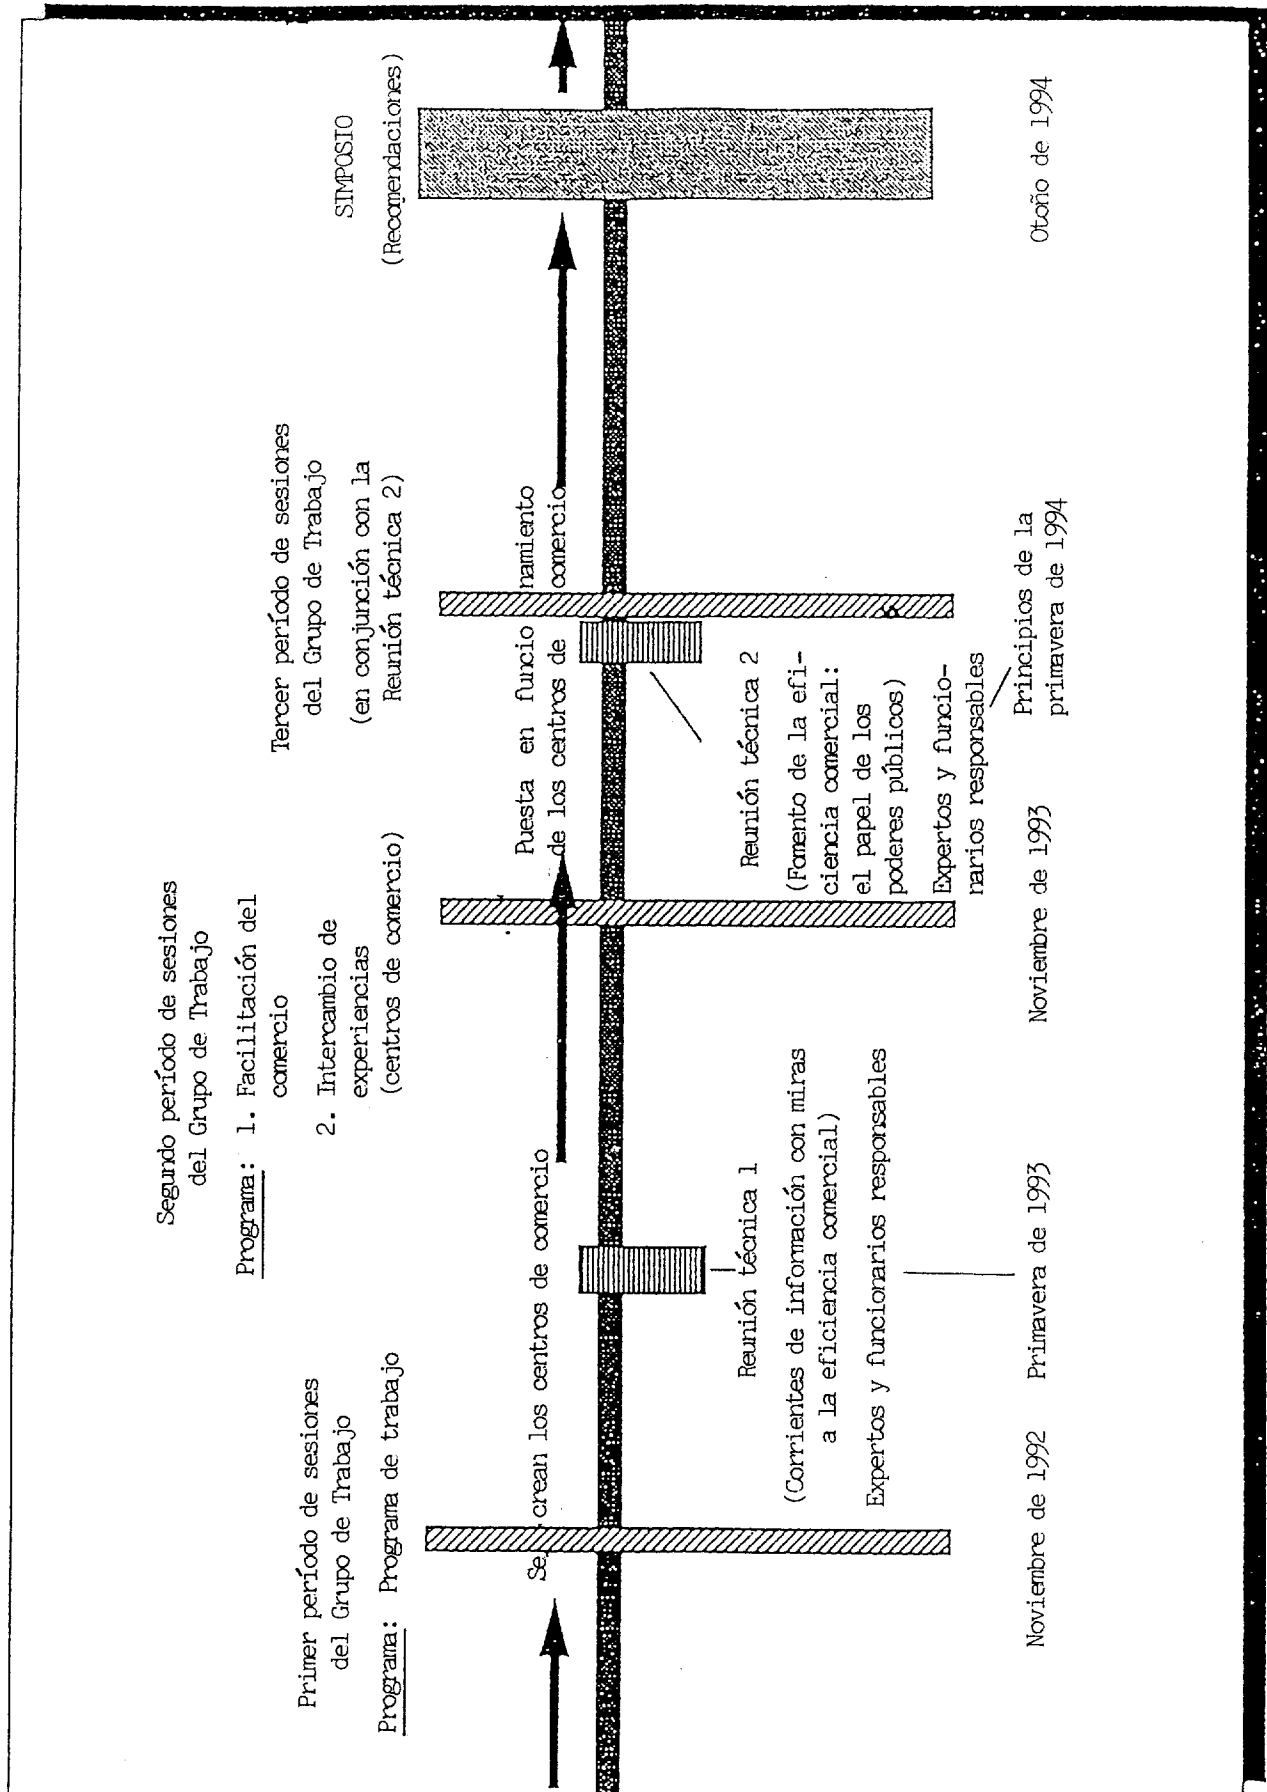 Primer período de sesiones
del Grupo de Trabajo
Programa: Programa de trabajo
Segundo período de sesiones
del Grupo de Trabajo
Programa: 1. Facilitación del
comercio
2. Intercambio de
experiencias
(centros de comercio)
Tercer período de sesiones
del Grupo de Trabajo
(en conjunción con la
Reunión técnica 2)
SIMPOSIO
(Recomendaciones)
Se crean los centros de comercio
Puesta en funcio namiento
de los centros de comercio
Reunión técnica 1
(Corrientes de información con miras
a la eficiencia comercial)
Expertos y funcionarios responsables
Reunión técnica 2
(Fomento de la efi-
ciencia comercial:
el papel de los
poderes públicos)
Expertos y funcio-
narios responsables
Noviembre de 1992
Primavera de 1993
Noviembre de 1993
Principios de la
primavera de 1994
Otoño de 1994